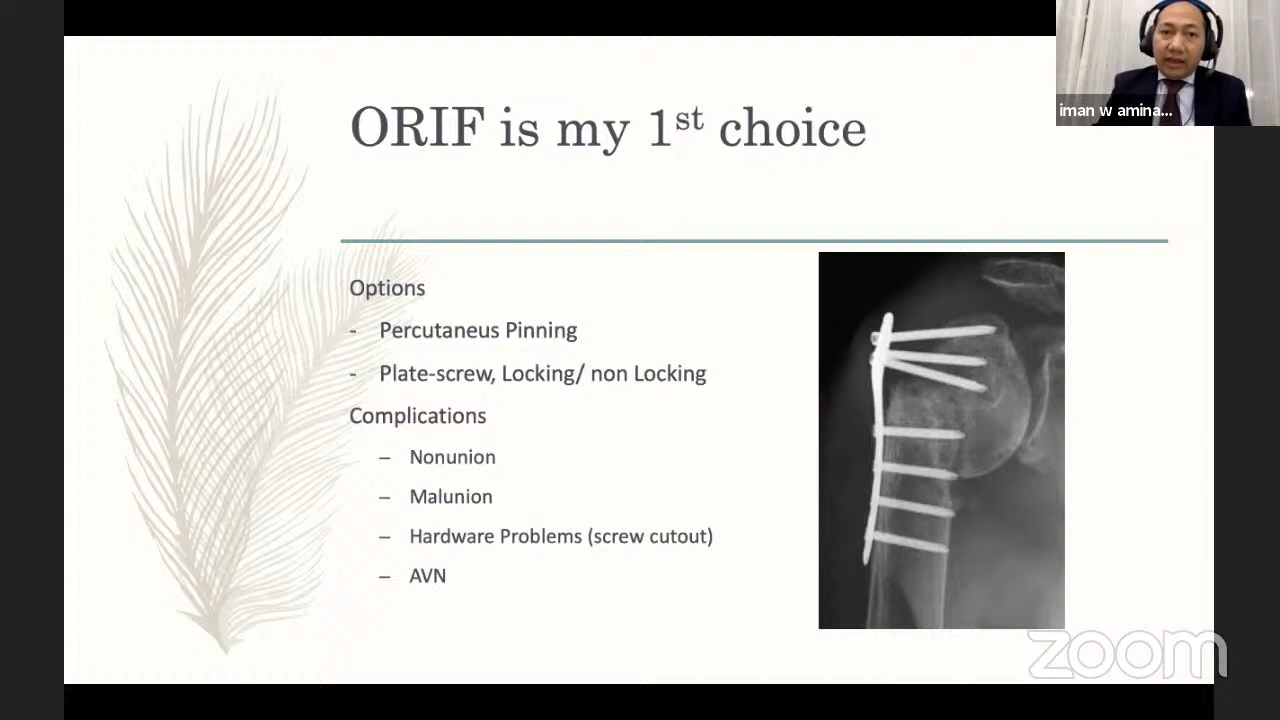 ORIF is my 1st choice
iman w amina...
Options
- Percutaneus Pinning
- Plate-screw, Locking/ non Locking
Complications
– Nonunion
– Malunion
– Hardware Problems (screw cutout)
– AVN
zoom